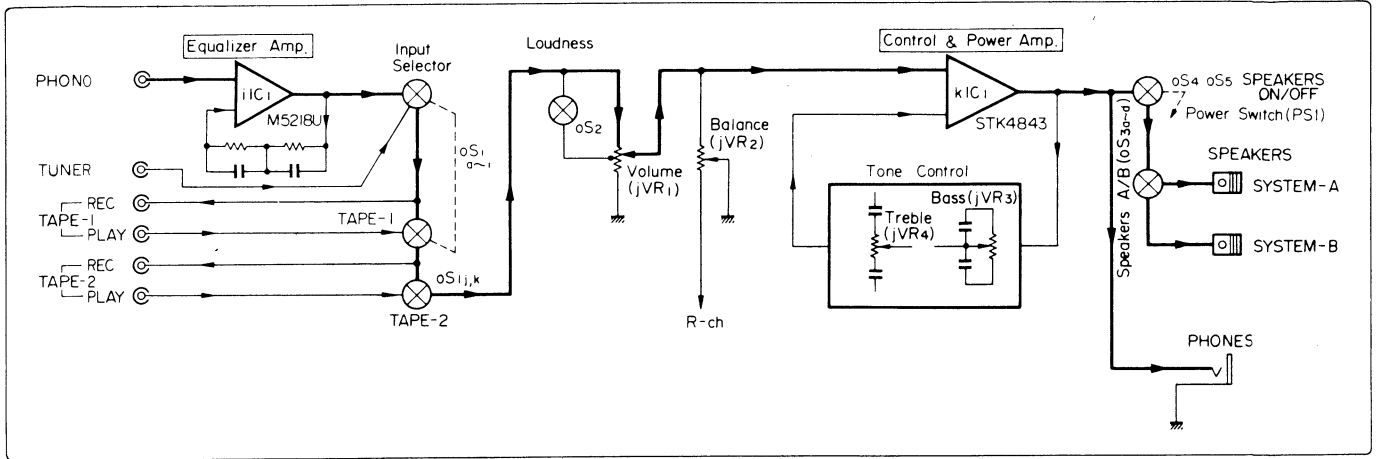 Equalizer Amp.
Input
Selector
Loudness
Control & Power Amp.
PHONO
i IC1
M5218U
oS1
a~i
oS2
Volume
(jVR1)
Balance
(jVR2)
k IC1
STK4843
oS4 oS5 SPEAKERS
ON/OFF
Power Switch (PS1)
Speakers A/B (oS3a~d)
SPEAKERS
SYSTEM-A
SYSTEM-B
TUNER
TAPE-1
REC
PLAY
TAPE-1
TAPE-2
REC
PLAY
oS1j,k
TAPE-2
Tone Control
Treble
(jVR4)
Bass(jVR3)
R-ch
PHONES